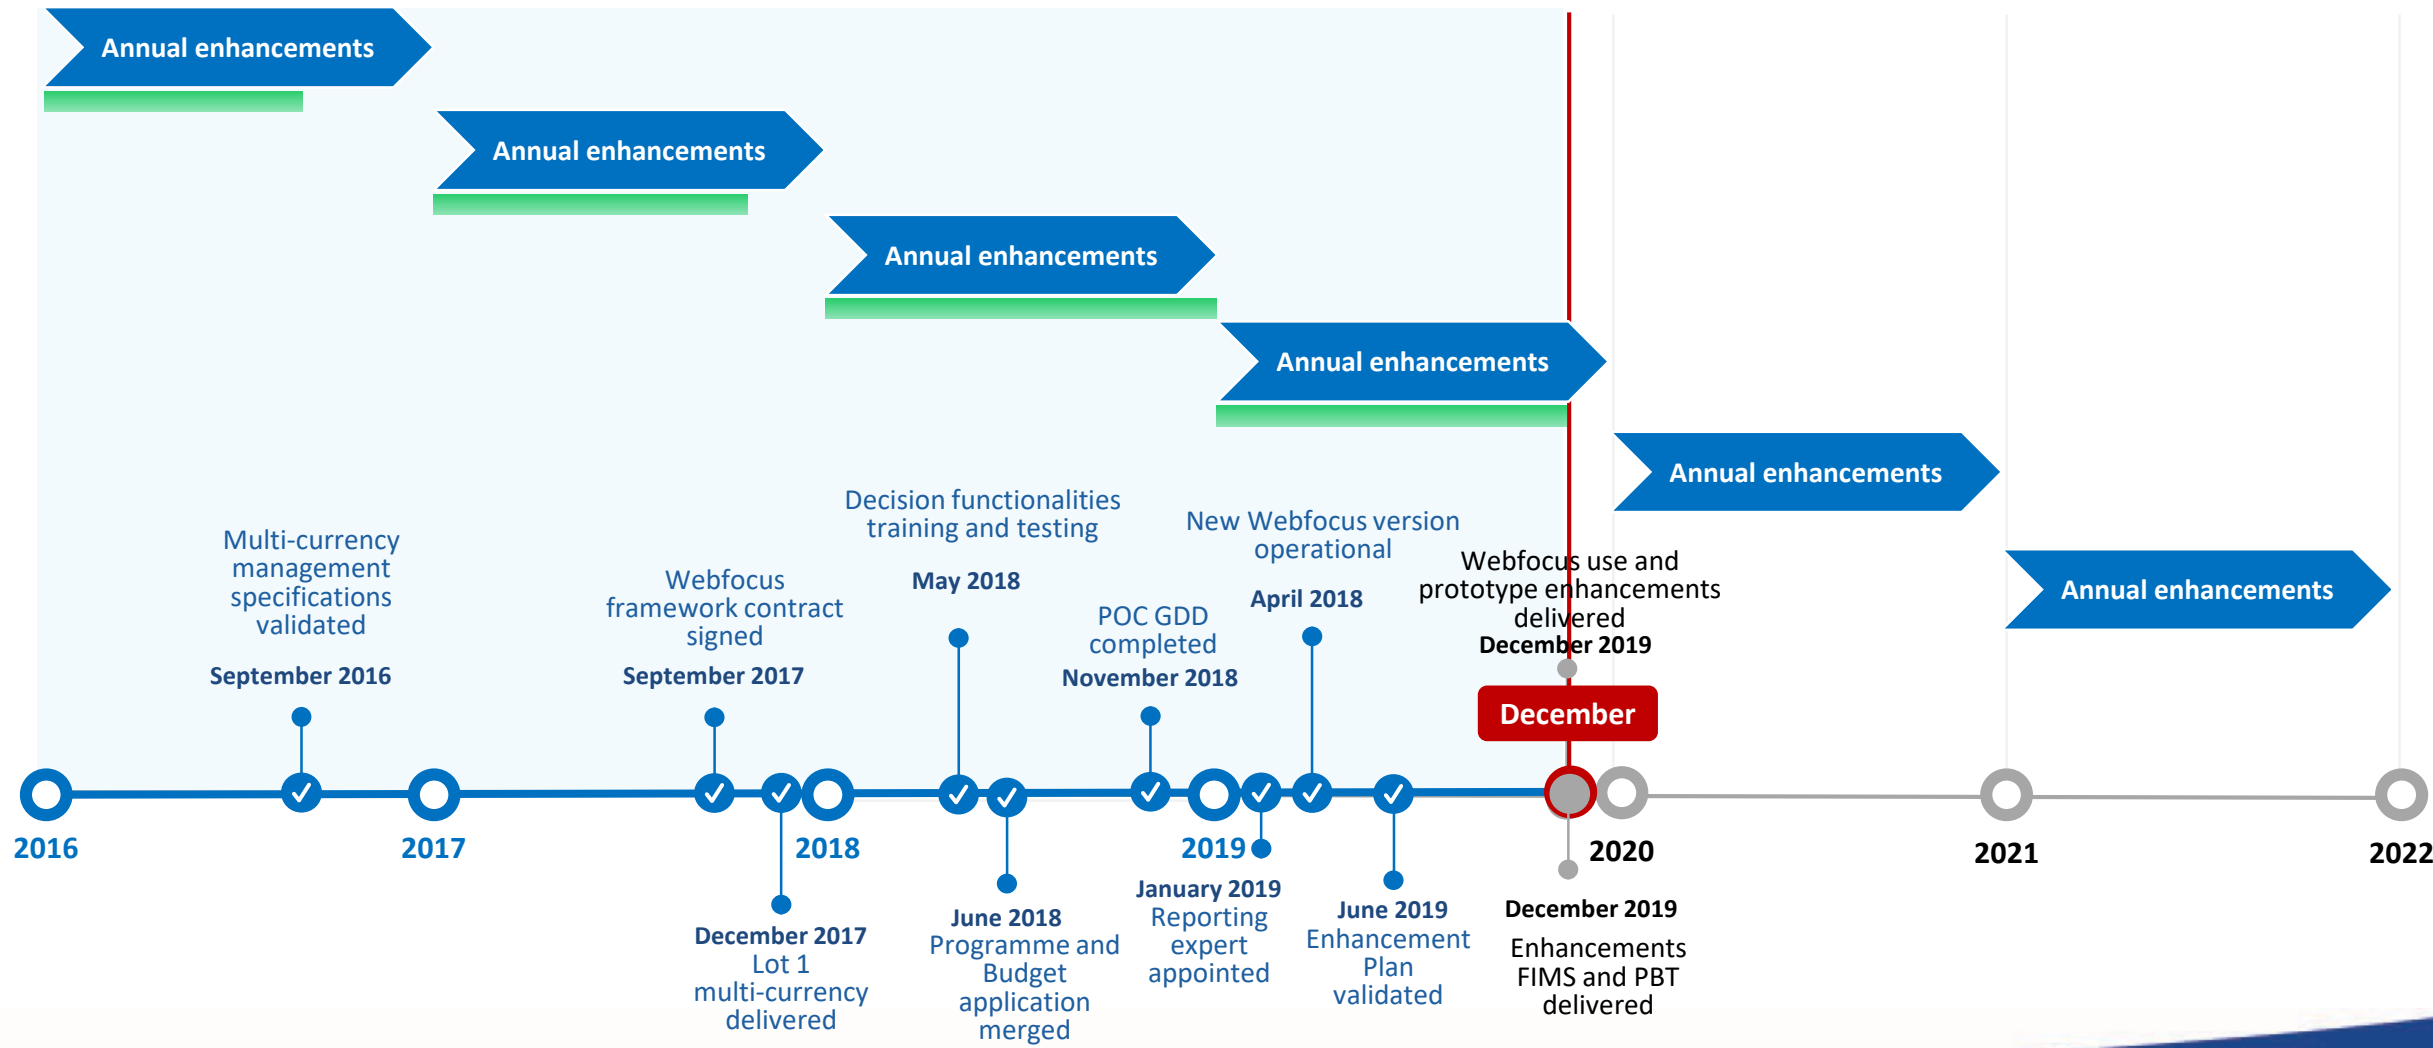 Annual enhancements
Annual enhancements
Annual enhancements
Annual enhancements
Annual enhancements
Annual enhancements
Multi-currency
management
specifications
validated
September 2016
Webfocus
framework contract
signed
September 2017
Decision functionalities
training and testing
May 2018
POC GDD
completed
November 2018
New Webfocus version
operational
April 2018
Webfocus use and
prototype enhancements
delivered
December 2019
December
2016
2017
2018
2019
2020
2021
2022
December 2017
Lot 1
multi-currency
delivered
June 2018
Programme and
Budget
application
merged
January 2019
Reporting
expert
appointed
June 2019
Enhancement
Plan
validated
December 2019
Enhancements
FIMS and PBT
delivered